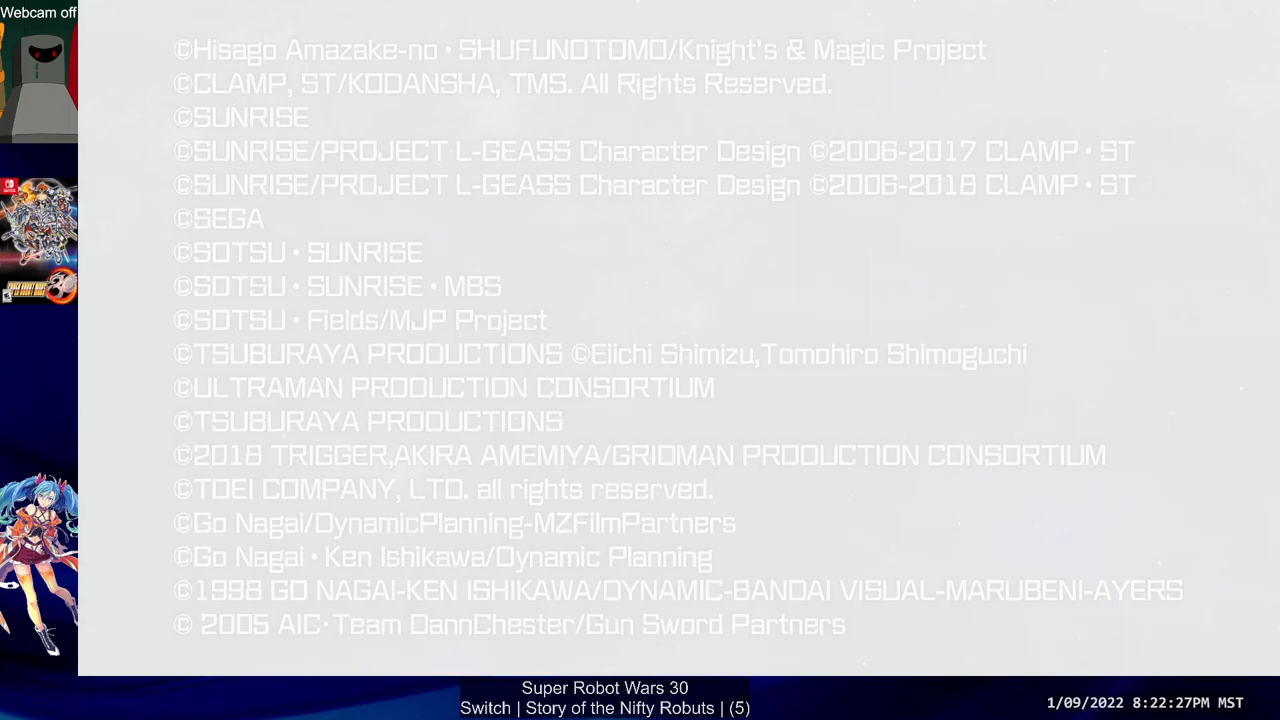 Webcam off
©Hisago Amazake-no・SHUFUNOTOMO/Knight's & Magic Project
©CLAMP, ST/KODANSHA, TMS. All Rights Reserved.
©SUNRISE
©SUNRISE/PROJECT L-GEASS Character Design ©2006-2017 CLAMP・ST
©SUNRISE/PROJECT L-GEASS Character Design ©2006-2018 CLAMP・ST
©SEGA
©SOTSU・SUNRISE
©SOTSU・SUNRISE・MBS
©SOTSU・Fields/MJP Project
©TSUBURAYA PRODUCTIONS ©Eiichi Shimizu,Tomohiro Shimoguchi
©ULTRAMAN PRODUCTION CONSORTIUM
©TSUBURAYA PRODUCTIONS
©2018 TRIGGER,AKIRA AMEMIYA/GRIDMAN PRODUCTION CONSORTIUM
©TOEI COMPANY, LTD. all rights reserved.
©Go Nagai/DynamicPlanning-MZFilmPartners
©Go Nagai・Ken Ishikawa/Dynamic Planning
©1998 GO NAGAI-KEN ISHIKAWA/DYNAMIC-BANDAI VISUAL-MARUBENI-AYERS
© 2005 AIC・Team DannChester/Gun Sword Partners
SUPER ROBOT WARS 30
Super Robot Wars 30
Switch | Story of the Nifty Robuts | (5)
1/09/2022 8:22:27PM MST